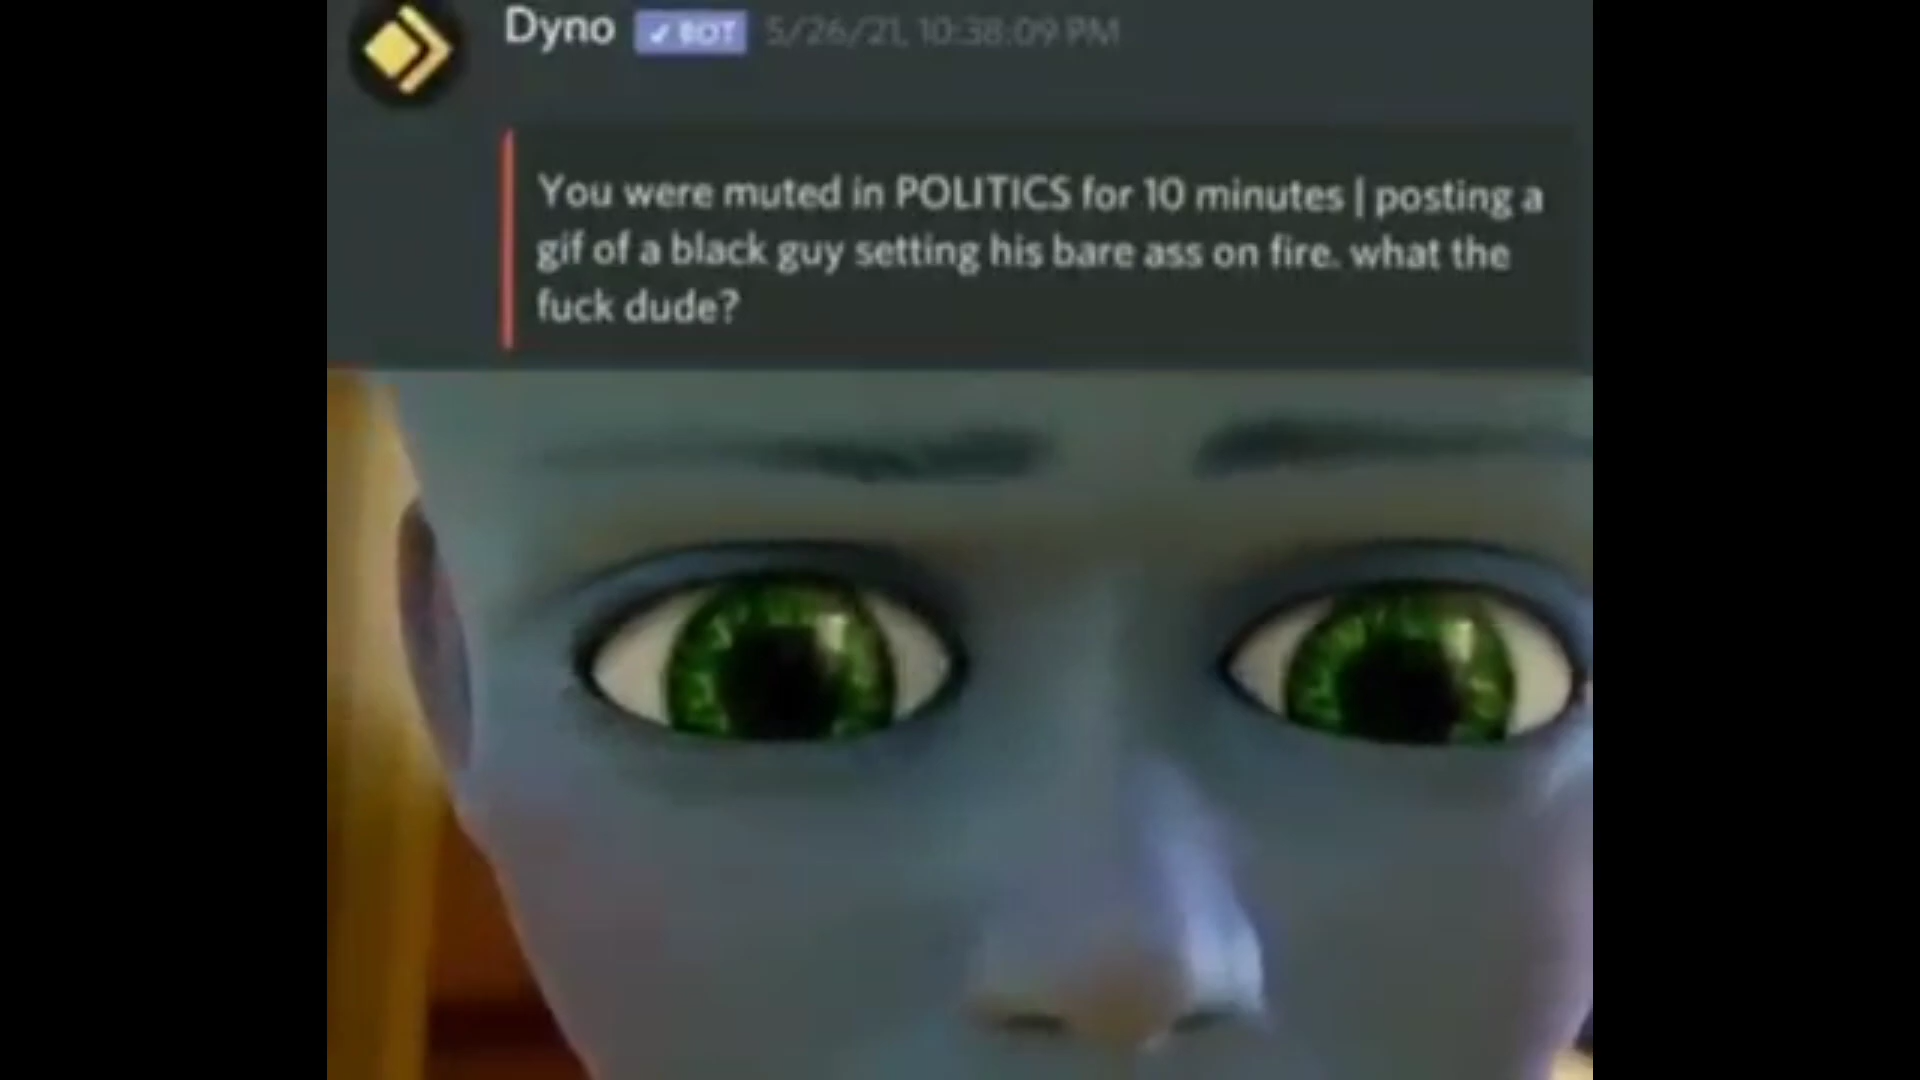 Dyno ✓ BOT 5/26/21, 10:38:09 PM
You were muted in POLITICS for 10 minutes | posting a
gif of a black guy setting his bare ass on fire. what the
fuck dude?